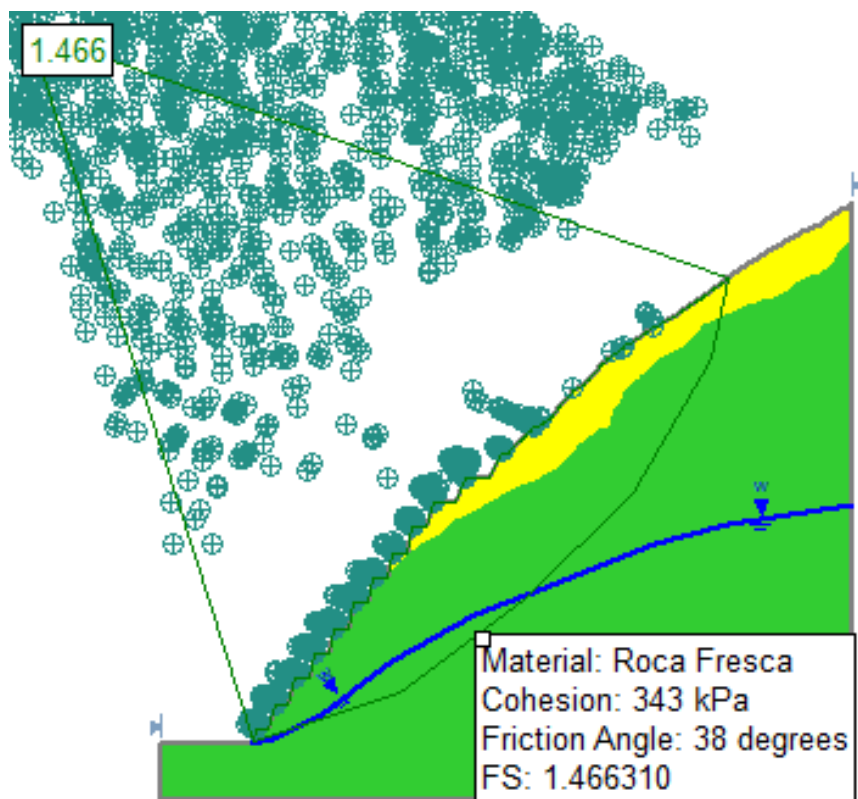 1.466
W
W
Material: Roca Fresca
Cohesion: 343 kPa
Friction Angle: 38 degrees
FS: 1.466310